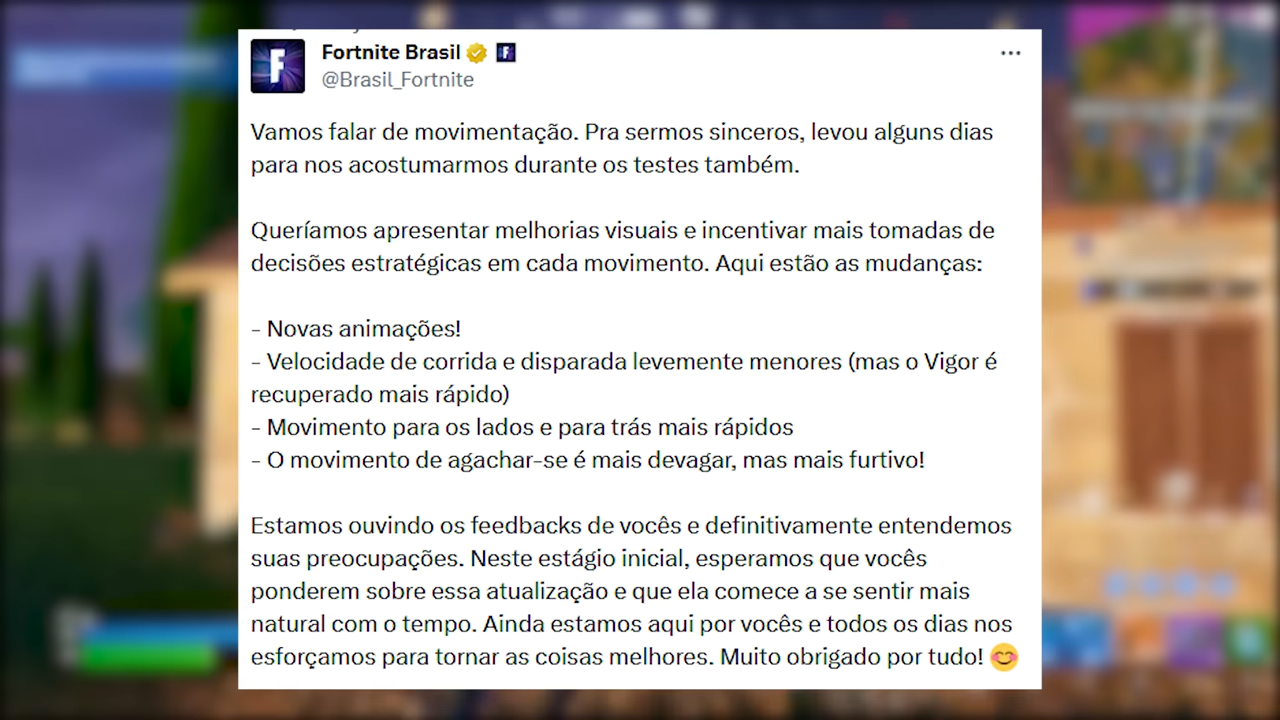 Fortnite Brasil
@Brasil_Fortnite
Vamos falar de movimentação. Pra sermos sinceros, levou alguns dias
para nos acostumarmos durante os testes também.
Queríamos apresentar melhorias visuais e incentivar mais tomadas de
decisões estratégicas em cada movimento. Aqui estão as mudanças:
- Novas animações!
- Velocidade de corrida e disparada levemente menores (mas o Vigor é
recuperado mais rápido)
- Movimento para os lados e para trás mais rápidos
- O movimento de agachar-se é mais devagar, mas mais furtivo!
Estamos ouvindo os feedbacks de vocês e definitivamente entendemos
suas preocupações. Neste estágio inicial, esperamos que vocês
ponderem sobre essa atualização e que ela comece a se sentir mais
natural com o tempo. Ainda estamos aqui por vocês e todos os dias nos
esforçamos para tornar as coisas melhores. Muito obrigado por tudo! 😊